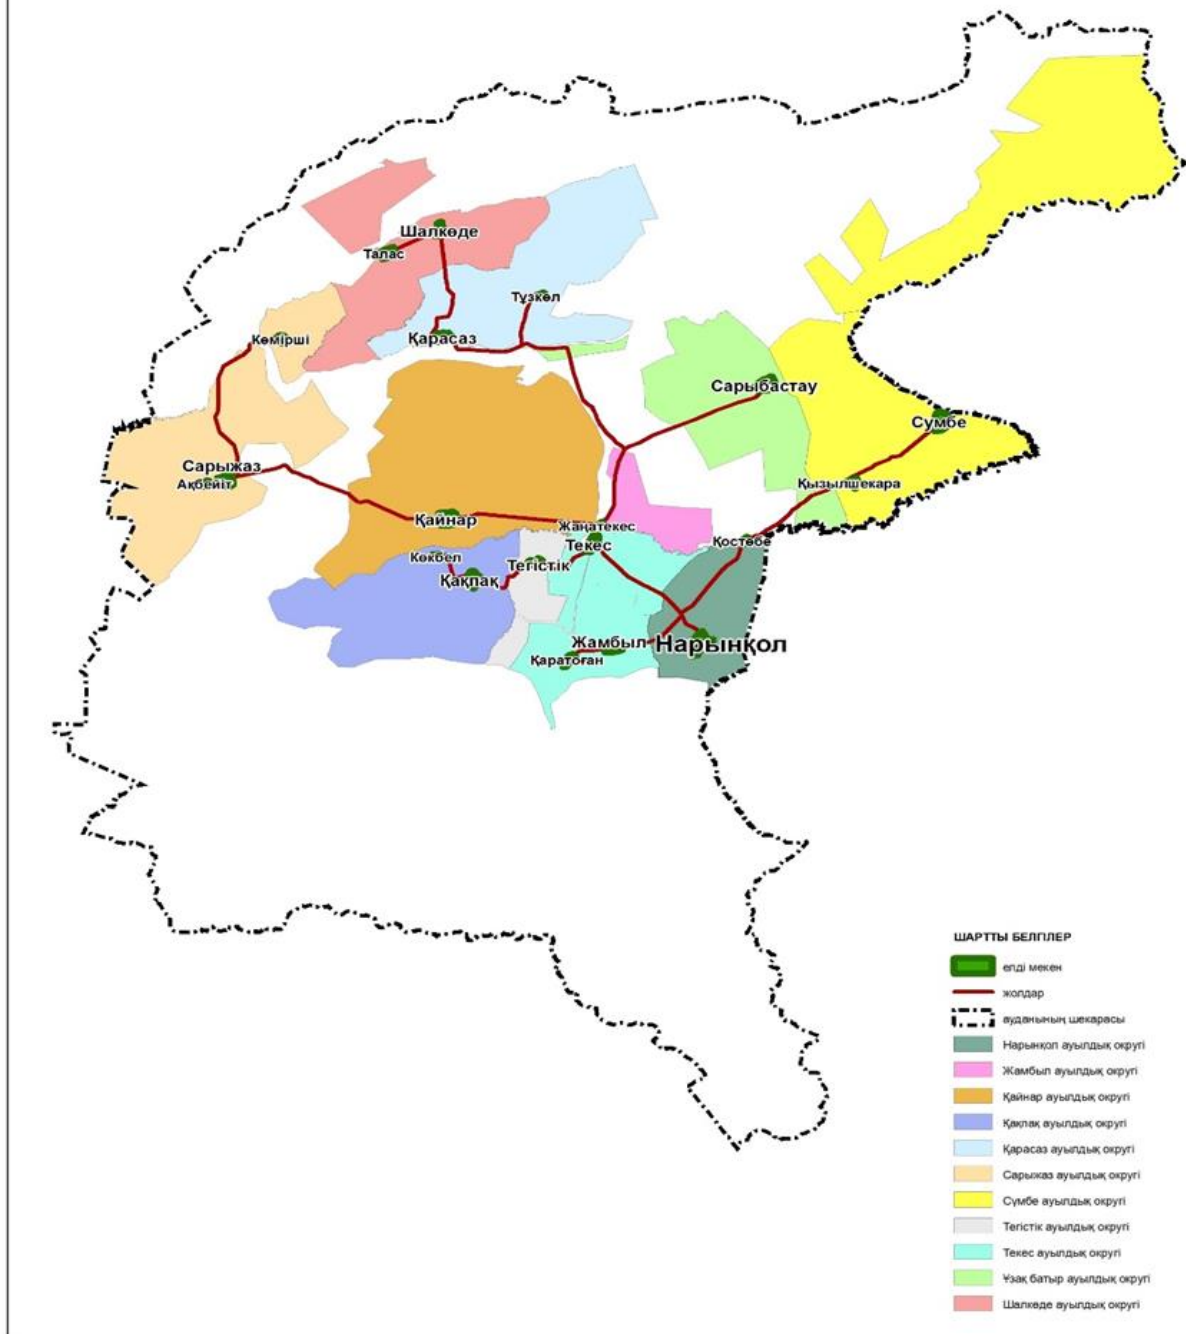 Шалкөде
Талас
Тұзкөл
Көмірші
Қарасаз
Сарыбастау
Сумбе
Сарыжаз
Ақбейіт
Қызылшекара
Қайнар
Жаңатекес
Текес
Қостөбе
Көкбел
Тегістік
Қақпақ
Жамбыл
Нарынқол
Қаратоған
ШАРТТЫ БЕЛГІЛЕР
елді мекен
жолдар
ауданының шекарасы
Нарынқол ауылдық округі
Жамбыл ауылдық округі
Қайнар ауылдық округі
Қақпақ ауылдық округі
Қарасаз ауылдық округі
Сарыжаз ауылдық округі
Сүмбе ауылдық округі
Тегістік ауылдық округі
Текес ауылдық округі
Ұзақ батыр ауылдық округі
Шалкөде ауылдық округі